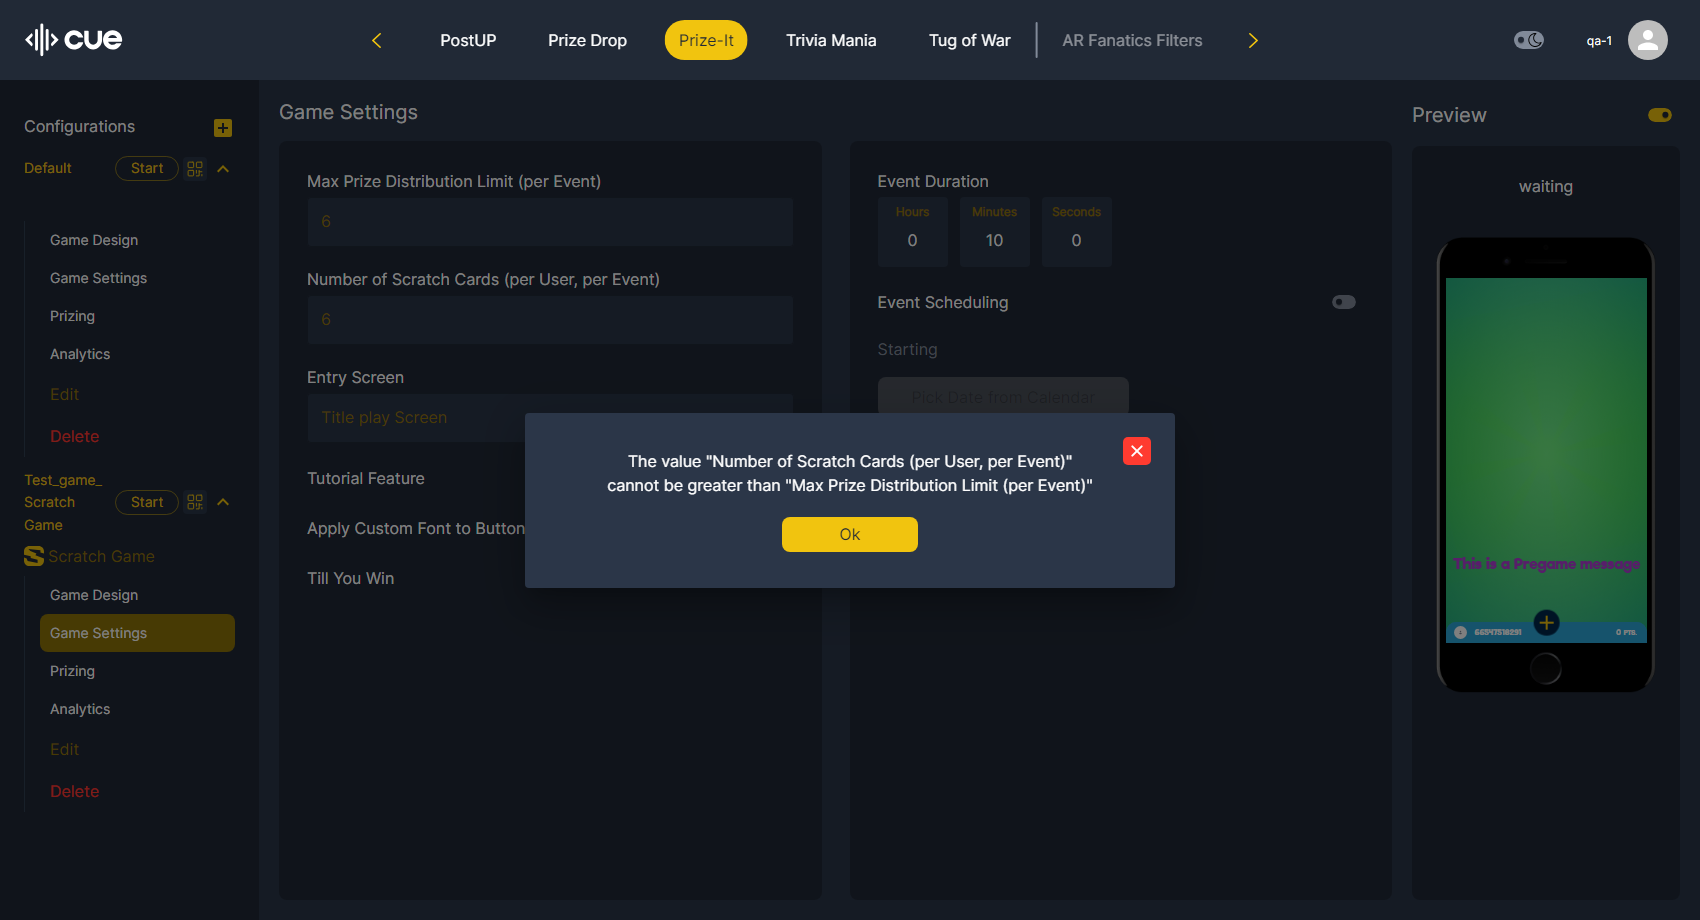 cue
PostUP
Prize Drop
Prize-It
Trivia Mania
Tug of War
AR Fanatics Filters
qa-1
Configurations
Default
Start
Game Design
Game Settings
Prizing
Analytics
Edit
Delete
Test_game_
Scratch
Game
Start
Scratch Game
Game Design
Game Settings
Prizing
Analytics
Edit
Delete
Game Settings
Max Prize Distribution Limit (per Event)
6
Number of Scratch Cards (per User, per Event)
6
Entry Screen
Title play Screen
Tutorial Feature
Apply Custom Font to Button
Till You Win
Event Duration
Hours
0
Minutes
10
Seconds
0
Event Scheduling
Starting
Pick Date from Calendar
The value "Number of Scratch Cards (per User, per Event)"
cannot be greater than "Max Prize Distribution Limit (per Event)"
Ok
Preview
waiting
This is a Pregame message
0 PTS.